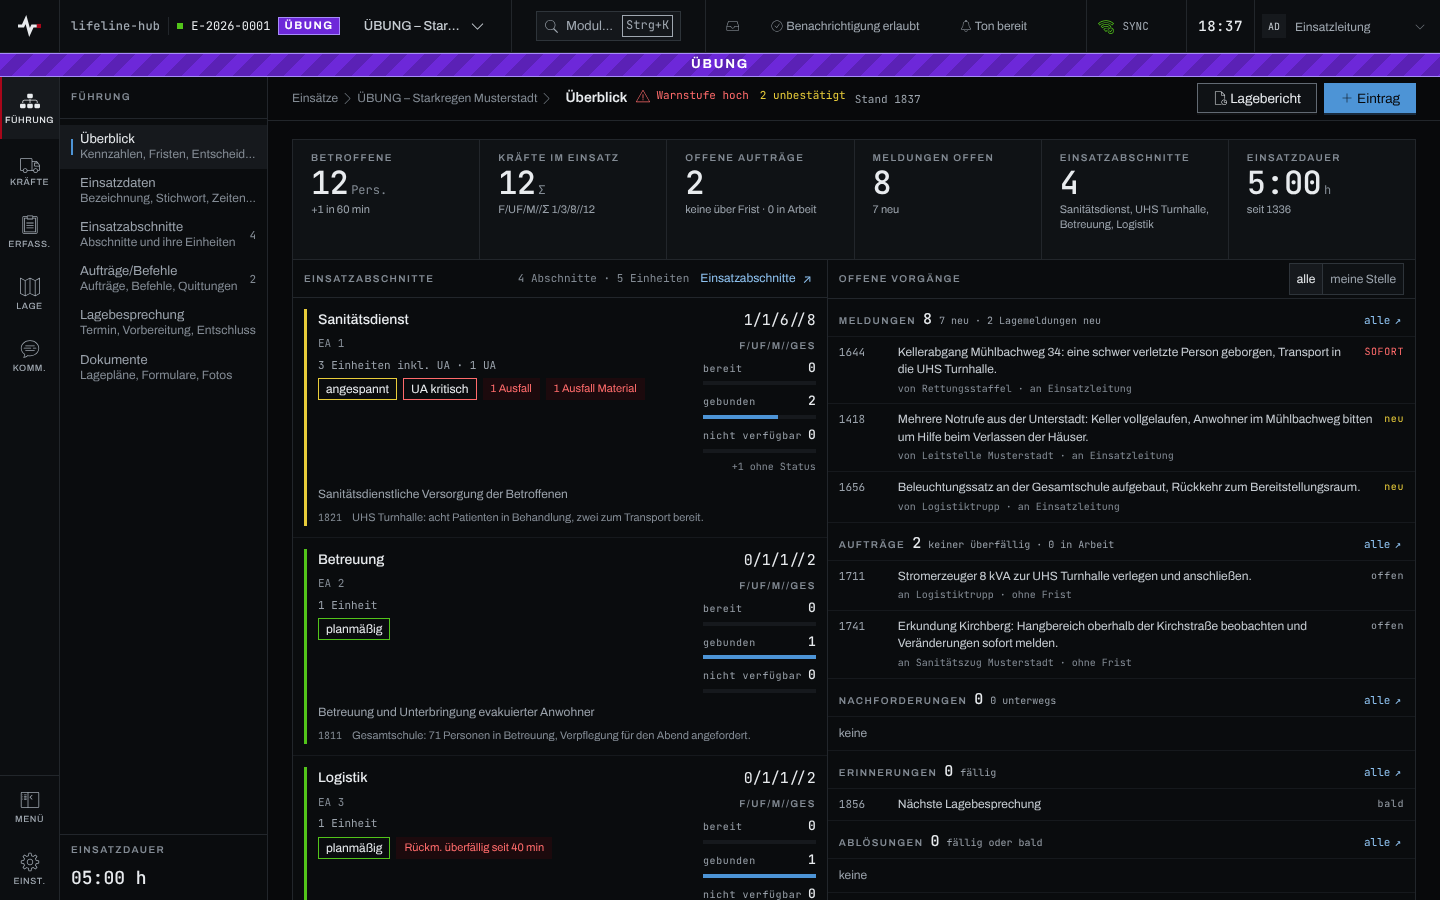 lifeline-hub
E-2026-0001 ÜBUNG
ÜBUNG – Star...
Modul... Strg+K
Benachrichtigung erlaubt
Ton bereit
SYNC
18:37
AD Einsatzleitung
ÜBUNG
FÜHRUNG
KRÄFTE
ERFASS.
LAGE
KOMM.
MENÜ
EINST.
FÜHRUNG
Überblick
Kennzahlen, Fristen, Entscheid...
Einsatzdaten
Bezeichnung, Stichwort, Zeiten...
Einsatzabschnitte
Abschnitte und ihre Einheiten 4
Aufträge/Befehle
Aufträge, Befehle, Quittungen 2
Lagebesprechung
Termin, Vorbereitung, Entschluss
Dokumente
Lagepläne, Formulare, Fotos
EINSATZDAUER
05:00 h
Einsätze ÜBUNG – Starkregen Musterstadt Überblick Warnstufe hoch 2 unbestätigt Stand 1837
Lagebericht
+ Eintrag
BETROFFENE
12 Pers.
+1 in 60 min
KRÄFTE IM EINSATZ
12 Σ
F/UF/M//Σ 1/3/8//12
OFFENE AUFTRÄGE
2
keine über Frist · 0 in Arbeit
MELDUNGEN OFFEN
8
7 neu
EINSATZABSCHNITTE
4
Sanitätsdienst, UHS Turnhalle,
Betreuung, Logistik
EINSATZDAUER
5:00 h
seit 1336
EINSATZABSCHNITTE 4 Abschnitte · 5 Einheiten Einsatzabschnitte ↗
Sanitätsdienst 1/1/6//8
EA 1 F/UF/M//GES
3 Einheiten inkl. UA · 1 UA
angespannt UA kritisch 1 Ausfall 1 Ausfall Material
bereit 0
gebunden 2
nicht verfügbar 0
+1 ohne Status
Sanitätsdienstliche Versorgung der Betroffenen
1821 UHS Turnhalle: acht Patienten in Behandlung, zwei zum Transport bereit.
Betreuung 0/1/1//2
EA 2 F/UF/M//GES
1 Einheit
planmäßig
bereit 0
gebunden 1
nicht verfügbar 0
Betreuung und Unterbringung evakuierter Anwohner
1811 Gesamtschule: 71 Personen in Betreuung, Verpflegung für den Abend angefordert.
Logistik 0/1/1//2
EA 3 F/UF/M//GES
1 Einheit
planmäßig Rückm. überfällig seit 40 min
bereit 0
gebunden 1
nicht verfügbar 0
OFFENE VORGÄNGE alle meine Stelle
MELDUNGEN 8 7 neu · 2 Lagemeldungen neu alle ↗
1644 Kellerabgang Mühlbachweg 34: eine schwer verletzte Person geborgen, Transport in SOFORT
die UHS Turnhalle.
von Rettungsstaffel · an Einsatzleitung
1418 Mehrere Notrufe aus der Unterstadt: Keller vollgelaufen, Anwohner im Mühlbachweg bitten neu
um Hilfe beim Verlassen der Häuser.
von Leitstelle Musterstadt · an Einsatzleitung
1656 Beleuchtungssatz an der Gesamtschule aufgebaut, Rückkehr zum Bereitstellungsraum. neu
von Logistiktrupp · an Einsatzleitung
AUFTRÄGE 2 keiner überfällig · 0 in Arbeit alle ↗
1711 Stromerzeuger 8 kVA zur UHS Turnhalle verlegen und anschließen. offen
an Logistiktrupp · ohne Frist
1741 Erkundung Kirchberg: Hangbereich oberhalb der Kirchstraße beobachten und offen
Veränderungen sofort melden.
an Sanitätszug Musterstadt · ohne Frist
NACHFORDERUNGEN 0 0 unterwegs alle ↗
keine
ERINNERUNGEN 0 fällig alle ↗
1856 Nächste Lagebesprechung bald
ABLÖSUNGEN 0 fällig oder bald alle ↗
keine